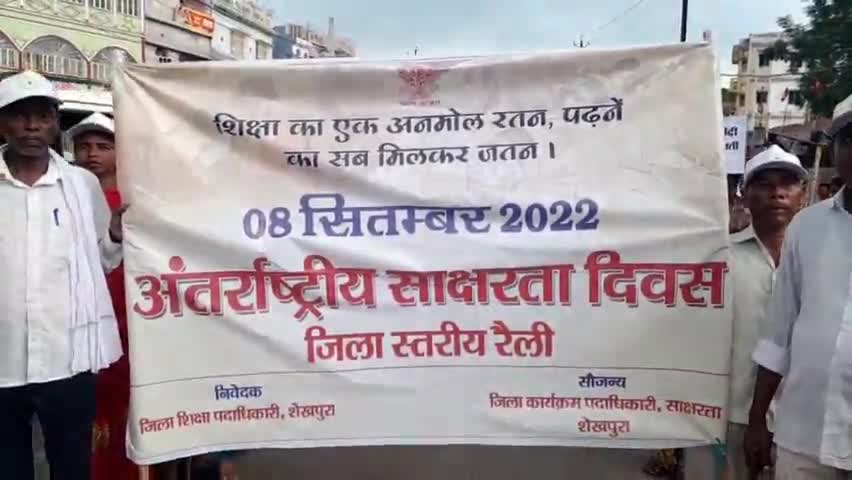 शिक्षा का एक अनमोल रतन, पढ़नें
का सब मिलकर जतन ।
08 सितम्बर 2022
अंतर्राष्ट्रीय साक्षरता दिवस
जिला स्तरीय रैली
निवेदक
जिला शिक्षा पदाधिकारी, शेखपुरा
सौजन्य
जिला कार्यक्रम पदाधिकारी, साक्षरता
शेखपुरा